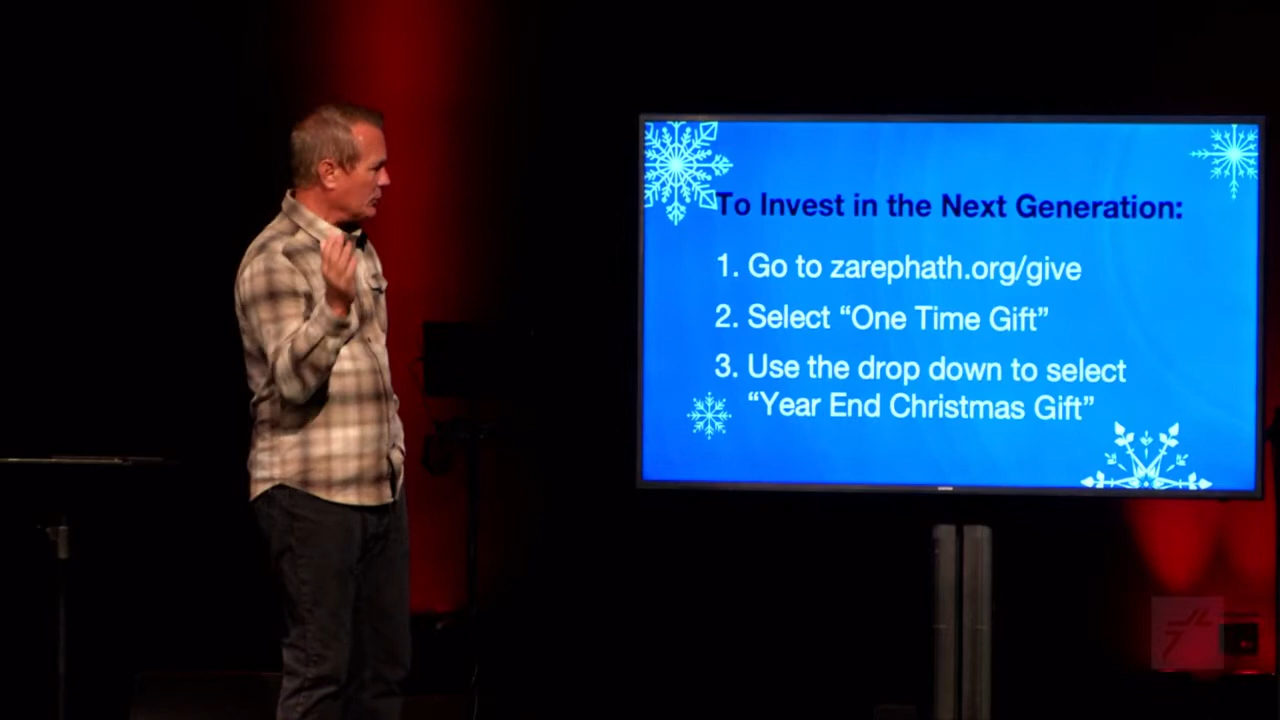 To Invest in the Next Generation:
1. Go to zarephath.org/give
2. Select “One Time Gift”
3. Use the drop down to select
“Year End Christmas Gift”